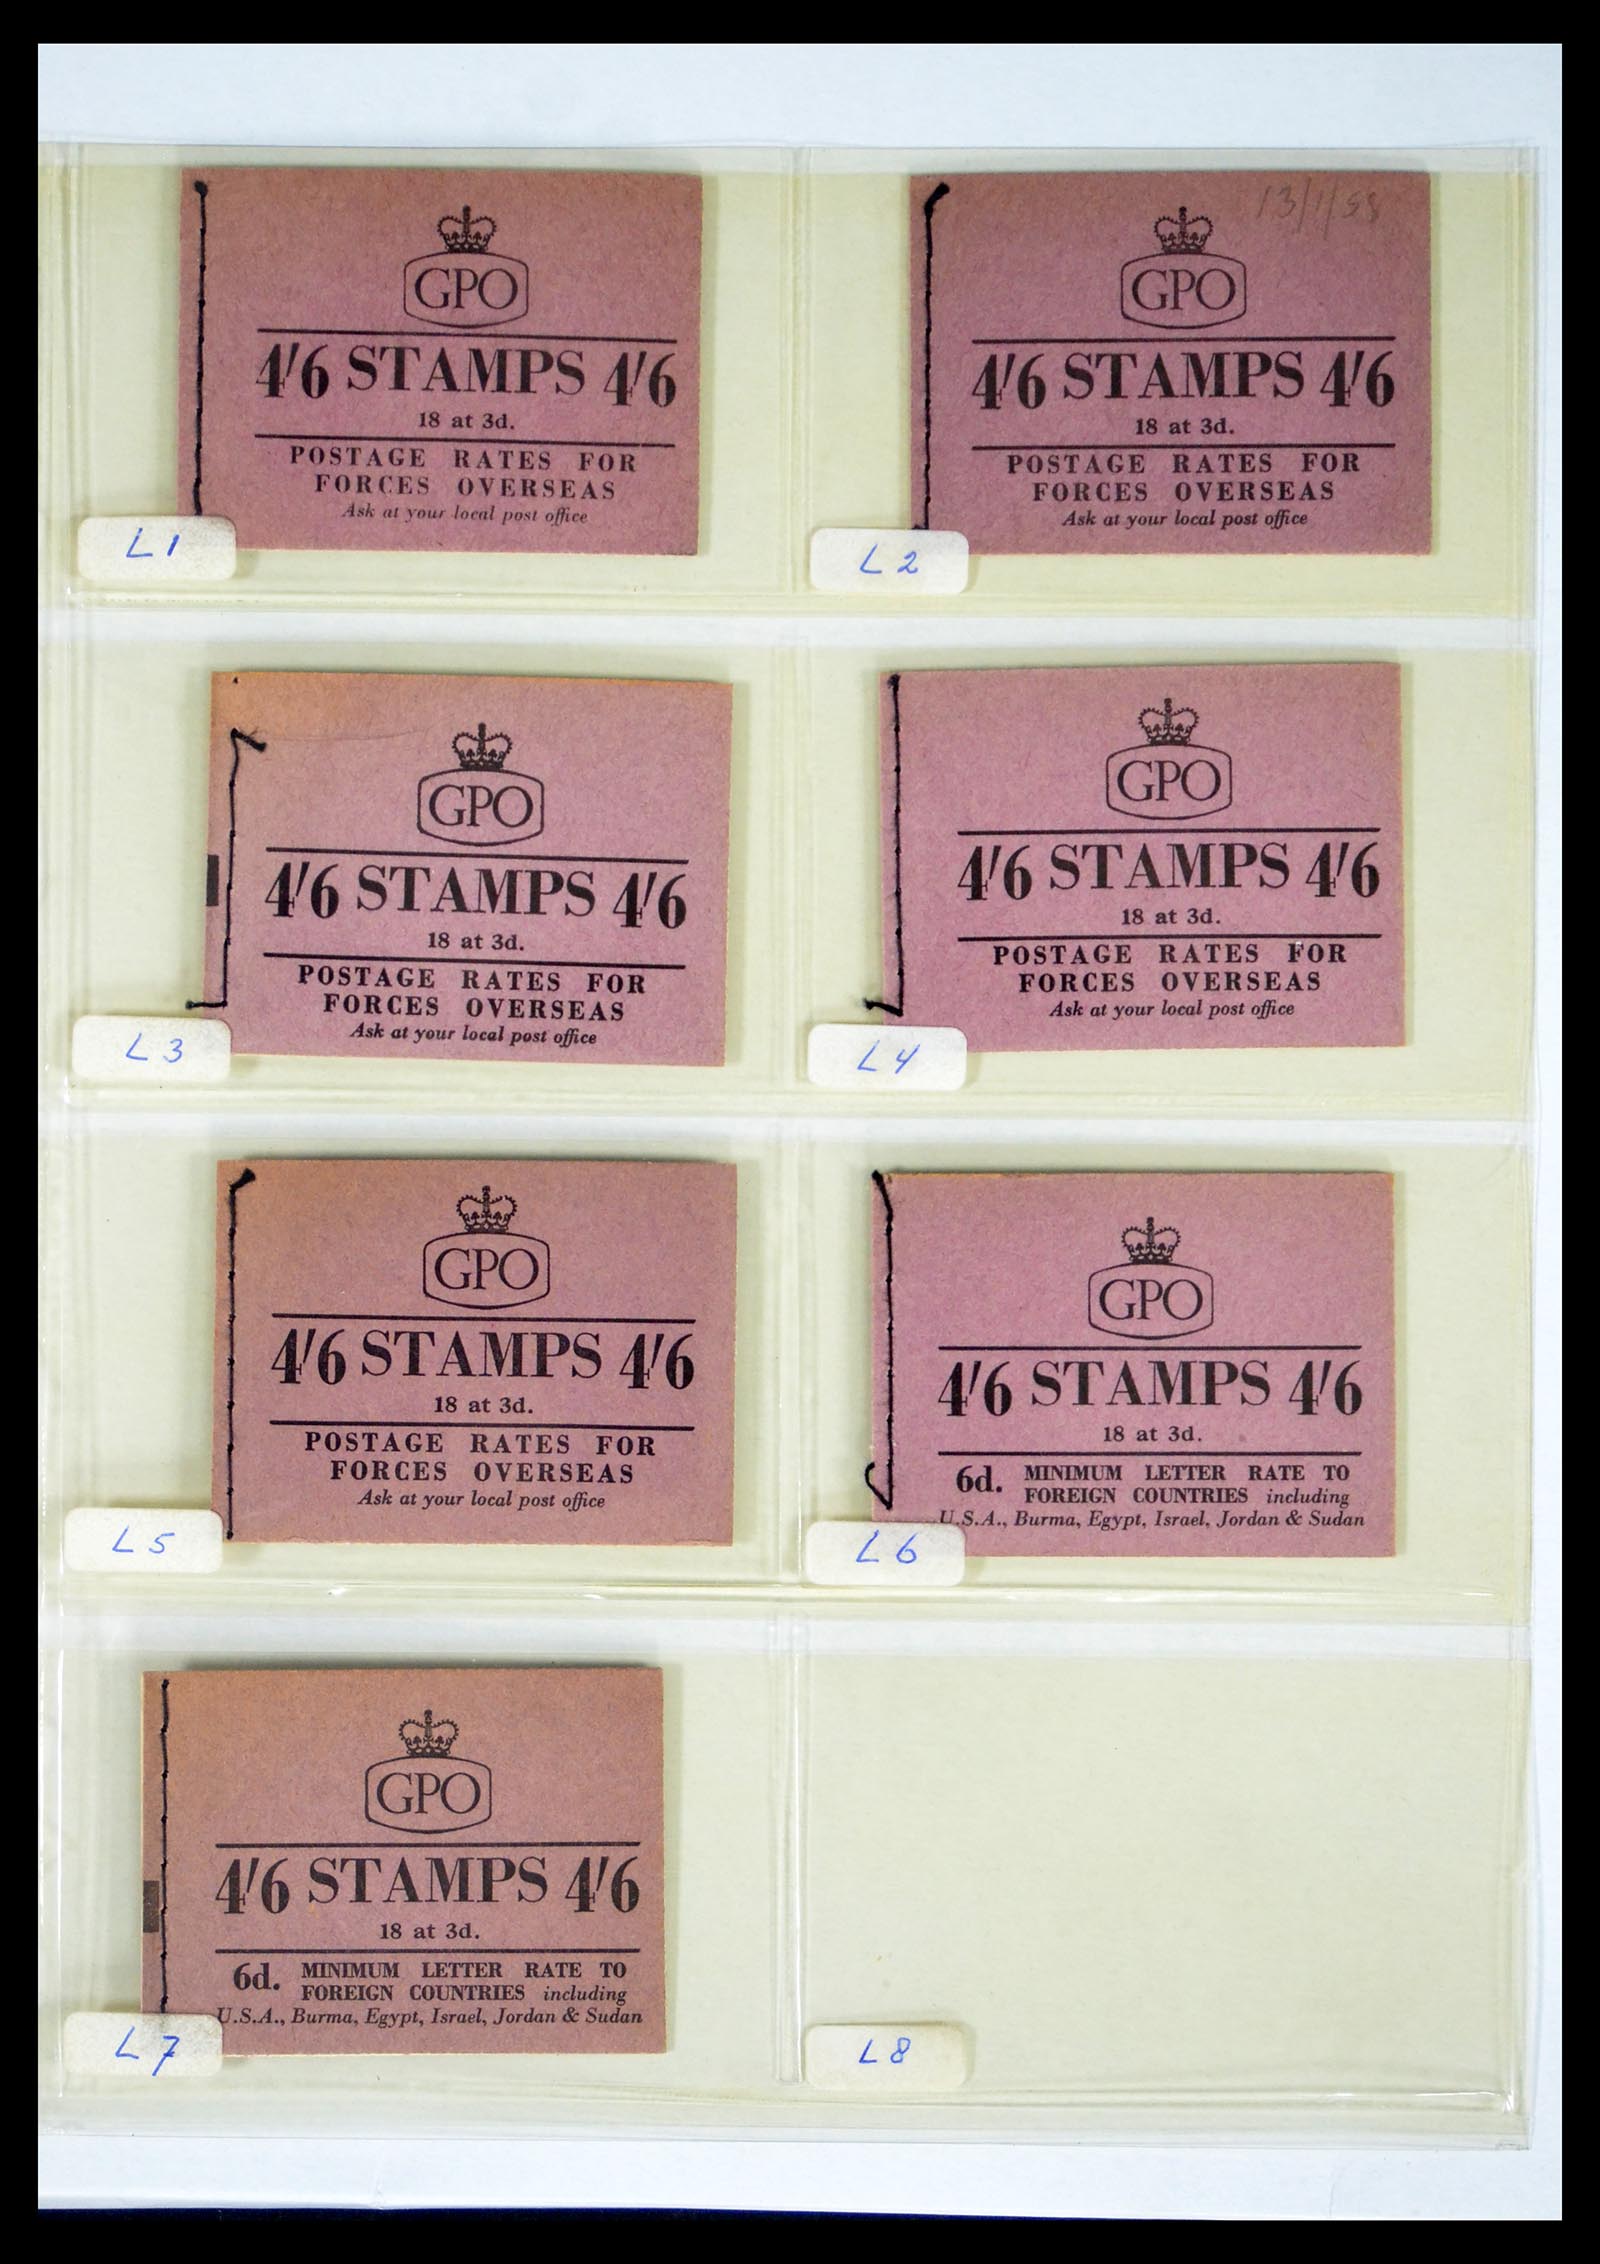 GPO
4'6 STAMPS 4'6
18 at 3d.
POSTAGE RATES FOR
FORCES OVERSEAS
Ask at your local post office
L1
13/1/58
GPO
4'6 STAMPS 4'6
18 at 3d.
POSTAGE RATES FOR
FORCES OVERSEAS
Ask at your local post office
L2
GPO
4'6 STAMPS 4'6
18 at 3d.
POSTAGE RATES FOR
FORCES OVERSEAS
Ask at your local post office
L3
GPO
4'6 STAMPS 4'6
18 at 3d.
POSTAGE RATES FOR
FORCES OVERSEAS
Ask at your local post office
L4
GPO
4'6 STAMPS 4'6
18 at 3d.
POSTAGE RATES FOR
FORCES OVERSEAS
Ask at your local post office
L5
GPO
4'6 STAMPS 4'6
18 at 3d.
6d. MINIMUM LETTER RATE TO
FOREIGN COUNTRIES including
U.S.A., Burma, Egypt, Israel, Jordan & Sudan
L6
GPO
4'6 STAMPS 4'6
18 at 3d.
6d. MINIMUM LETTER RATE TO
FOREIGN COUNTRIES including
U.S.A., Burma, Egypt, Israel, Jordan & Sudan
L7
L8